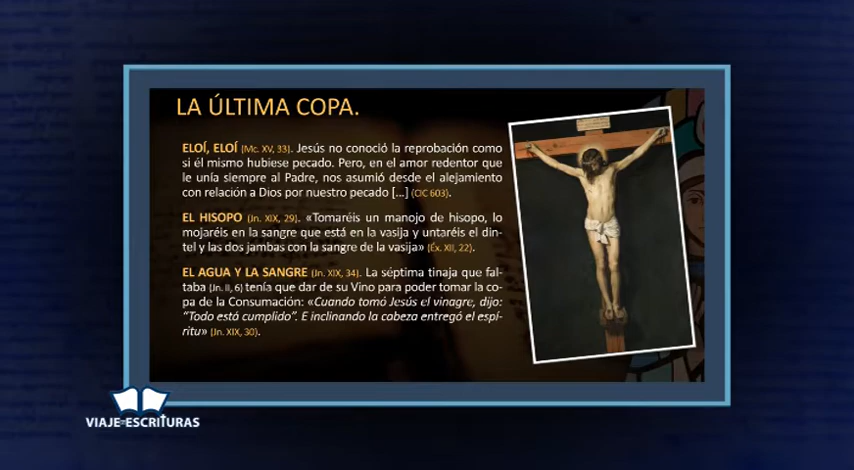 LA ÚLTIMA COPA.
ELOÍ, ELOÍ (Mc. XV, 33). Jesús no conoció la reprobación como
si él mismo hubiese pecado. Pero, en el amor redentor que
le unía siempre al Padre, nos asumió desde el alejamiento
con relación a Dios por nuestro pecado [...] (CIC 603).
EL HISOPO (Jn. XIX, 29). «Tomaréis un manojo de hisopo, lo
mojaréis en la sangre que está en la vasija y untaréis el din-
tel y las dos jambas con la sangre de la vasija» (Éx. XII, 22).
EL AGUA Y LA SANGRE (Jn. XIX, 34). La séptima tinaja que fal-
taba (Jn. II, 6) tenía que dar de su Vino para poder tomar la co-
pa de la Consumación: «Cuando tomó Jesús el vinagre, dijo:
“Todo está cumplido”. E inclinando la cabeza entregó el espí-
ritu» (Jn. XIX, 30).
VIAJE ESCRITURAS